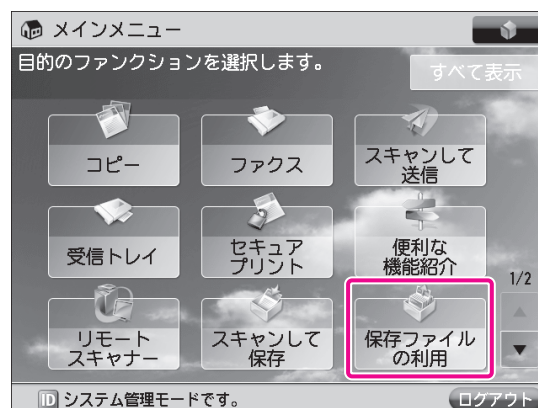 メインメニュー
目的のファンクションを選択します。
すべて表示
コピー
ファクス
スキャンして
送信
受信トレイ
セキュア
プリント
便利な
機能紹介
リモート
スキャナー
スキャンして
保存
保存ファイル
の利用
1/2
ID システム管理モードです。
ログアウト